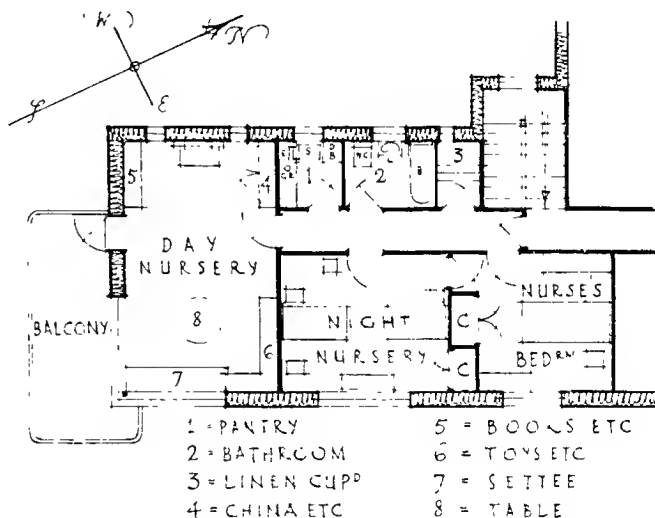 W
N
S
E
5
4
1
2
3
DAY
NURSERY
8
BALCONY
6
7
NIGHT
NURSERY
C
C
NURSES
BEDRM
1 = PANTRY
2 = BATHROOM
3 = LINEN CUPD
4 = CHINA ETC
5 = BOOKS ETC
6 = TOYS ETC
7 = SETTEE
8 = TABLE